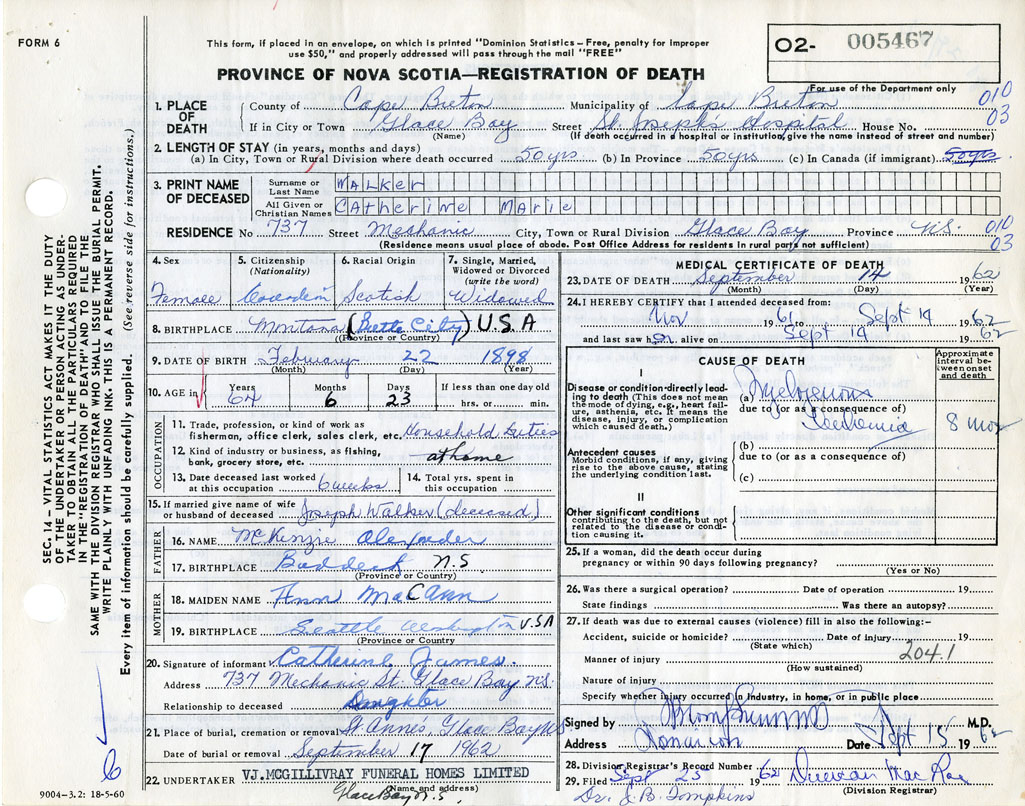 FORM 6
This form, if placed in an envelope, on which is printed "Dominion Statistics – Free, penalty for improper
use $50," and properly addressed will pass through the mail "FREE"
PROVINCE OF NOVA SCOTIA—REGISTRATION OF DEATH
O2- 005467
For use of the Department only
010
03
1. PLACE OF DEATH
County of Cape Breton Municipality of Cape Breton
If in City or Town Glace Bay Street St. Joseph's Hospital House No.
(Name) (If death occurred in a hospital or institution, give the name instead of street and number)
2. LENGTH OF STAY (in years, months and days)
(a) In City, Town or Rural Division where death occurred 50 yrs (b) In Province 50 yrs (c) In Canada (if immigrant) 50 yrs.
3. PRINT NAME OF DECEASED
Surname or Last Name WALKER
All Given or Christian Names CATHERINE MARIE
RESIDENCE No 737 Street Mechanic City, Town or Rural Division Glace Bay Province N.S.
010
03
(Residence means usual place of abode. Post Office Address for residents in rural parts not sufficient)
4. Sex
Female
5. Citizenship (Nationality)
6. Racial Origin
Scotish
7. Single, Married, Widowed or Divorced (write the word)
Widowed
8. BIRTHPLACE Montana (Butte City) U.S.A
(Province or Country)
9. DATE OF BIRTH February 22 1898
(Month) (Day) (Year)
10. AGE in
Years 64
Months 6
Days 23
If less than one day old
hrs. or min.
OCCUPATION
11. Trade, profession, or kind of work as
fisherman, office clerk, sales clerk, etc. Household Duties
12. Kind of industry or business, as fishing,
bank, grocery store, etc. at home
13. Date deceased last worked
at this occupation 6 weeks
14. Total yrs. spent in
this occupation
15. If married give name of wife
or husband of deceased Joseph Walker (deceased)
FATHER
16. NAME McKenzie Alexander
17. BIRTHPLACE Baddeck N.S
(Province or Country)
MOTHER
18. MAIDEN NAME Ann MacCann
19. BIRTHPLACE Seattle Washington U.S.A
(Province or Country
20. Signature of informant Catherine James.
Address 737 Mechanic St. Glace Bay N.S.
Relationship to deceased Daughter
21. Place of burial, cremation or removal St Anne's Glace Bay N.S.
Date of burial or removal September 17 1962
22. UNDERTAKER V.J. MCGILLIVRAY FUNERAL HOMES LIMITED
Glace Bay N.S.
(Name and address)
MEDICAL CERTIFICATE OF DEATH
23. DATE OF DEATH September 14 1962
(Month) (Day) (Year)
24. I HEREBY CERTIFY that I attended deceased from:
Nov 1961 to Sept 14 1962
and last saw her alive on Sept 14 1962
CAUSE OF DEATH
Approximate interval between onset and death
I
Disease or condition directly leading to death (This does not mean the mode of dying, e.g., heart failure, asthenia, etc. It means the disease, injury, or complication which caused death.)
(a)
due to (or as a consequence of)
8 mos
(b)
due to (or as a consequence of)
Antecedent causes
Morbid conditions, if any, giving rise to the above cause, stating the underlying condition last.
(c)
II
Other significant conditions
contributing to the death, but not related to the disease or condition causing it.
25. If a woman, did the death occur during
pregnancy or within 90 days following pregnancy?
(Yes or No)
26. Was there a surgical operation? Date of operation 19
State findings Was there an autopsy?
27. If death was due to external causes (violence) fill in also the following:–
Accident, suicide or homicide? Date of injury 19
(State which)
204.1
Manner of injury
(How sustained)
Nature of injury
Specify whether injury occurred in Industry, in home, or in public place
Signed by M.D.
Address Dominion Date Sept 15 1962
28. Division Registrar's Record Number
29. Filed Sept 25 1962 Duncan MacRae
(Division Registrar)
Dr. J. B. Tompkins
SEC. 14 – VITAL STATISTICS ACT MAKES IT THE DUTY
OF THE UNDERTAKER OR PERSON ACTING AS UNDER-
TAKER TO OBTAIN ALL THE PARTICULARS REQUIRED
IN THE "REGISTRATION OF DEATH" AND TO FILE THE
SAME WITH THE DIVISION REGISTRAR WHO SHALL ISSUE THE BURIAL PERMIT.
WRITE PLAINLY WITH UNFADING INK. THIS IS A PERMANENT RECORD.
Every item of information should be carefully supplied. (See reverse side for instructions.)
6
9004-3.2: 18-5-60